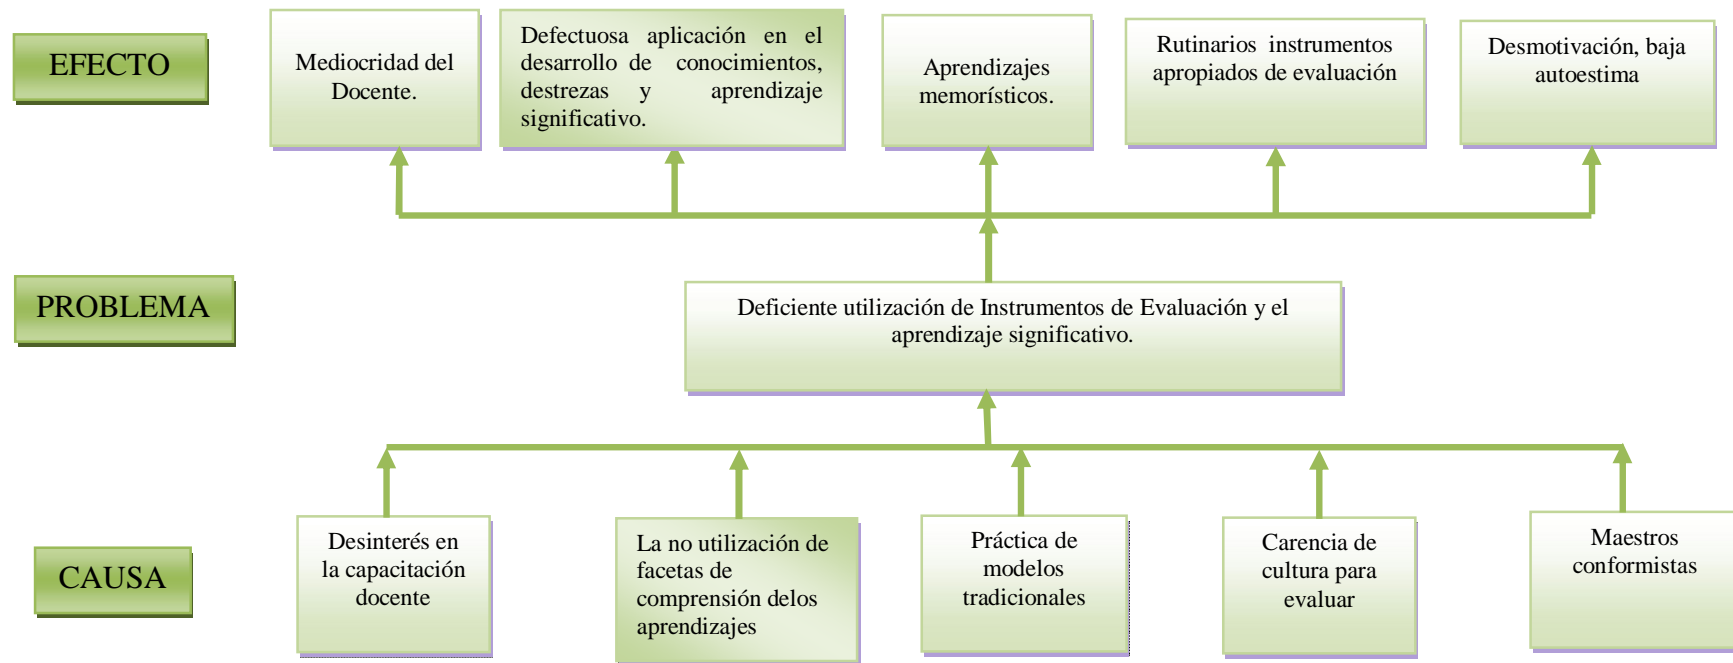 EFECTO
Mediocridad del
Docente.
Defectuosa aplicación en el
desarrollo de conocimientos,
destrezas y aprendizaje
significativo.
Aprendizajes
memorísticos.
Rutinarios instrumentos
apropiados de evaluación
Desmotivación, baja
autoestima
PROBLEMA
Deficiente utilización de Instrumentos de Evaluación y el
aprendizaje significativo.
CAUSA
Desinterés en
la capacitación
docente
La no utilización de
facetas de
comprensión delos
aprendizajes
Práctica de
modelos
tradicionales
Carencia de
cultura para
evaluar
Maestros
conformistas